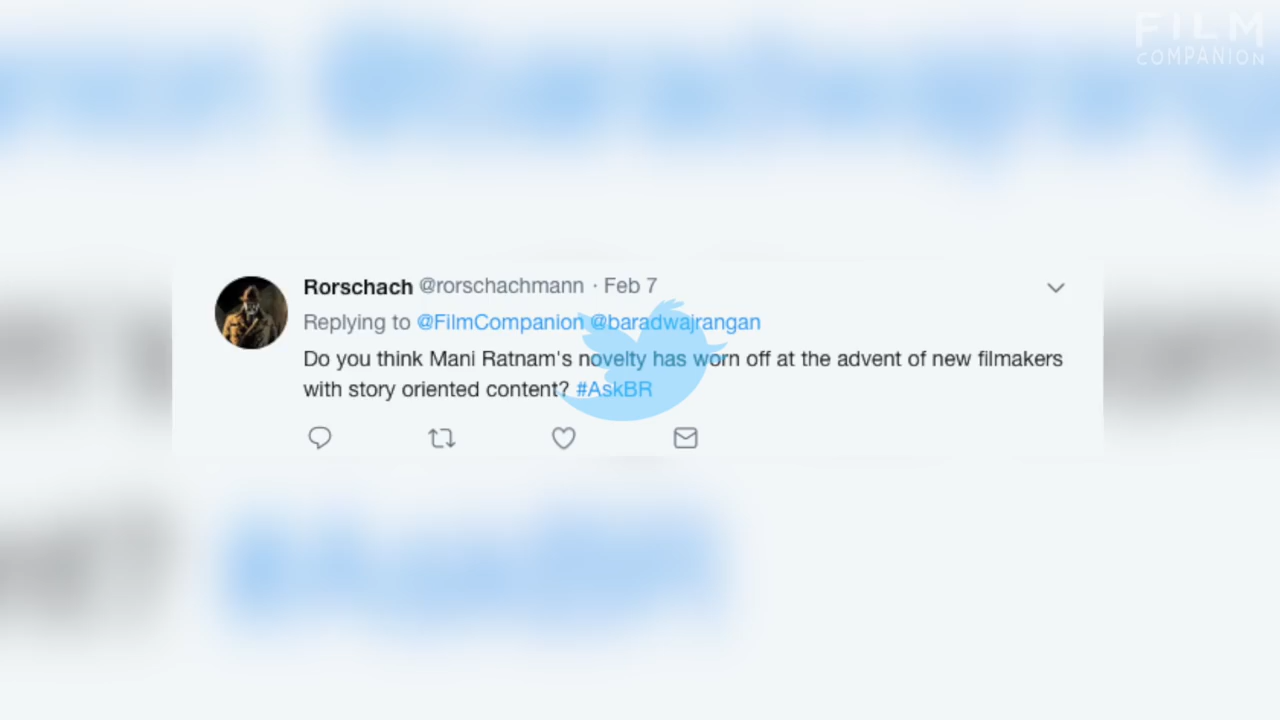 FILM
COMPANION
Rorschach @rorschachmann · Feb 7
Replying to @FilmCompanion @baradwajrangan
Do you think Mani Ratnam's novelty has worn off at the advent of new filmakers
with story oriented content? #AskBR